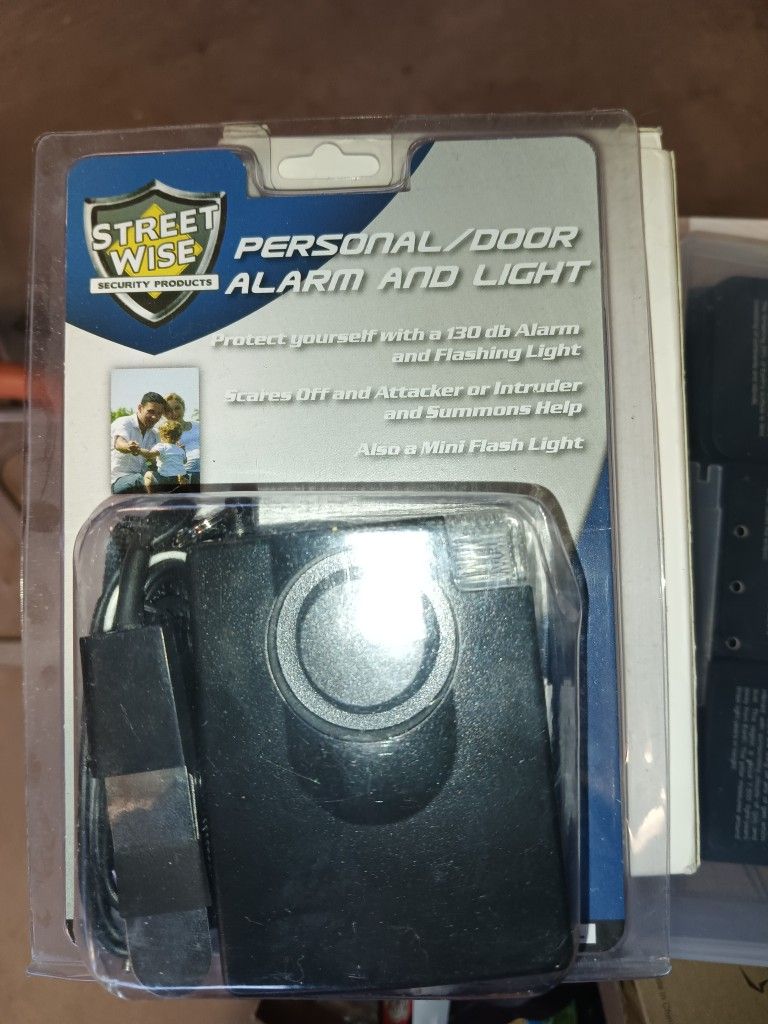 STREET
WISE
SECURITY PRODUCTS
PERSONAL/DOOR
ALARM AND LIGHT
Protect yourself with a 130 db Alarm
and Flashing Light
Scares Off and Attacker or Intruder
and Summons Help
Also a Mini Flash Light